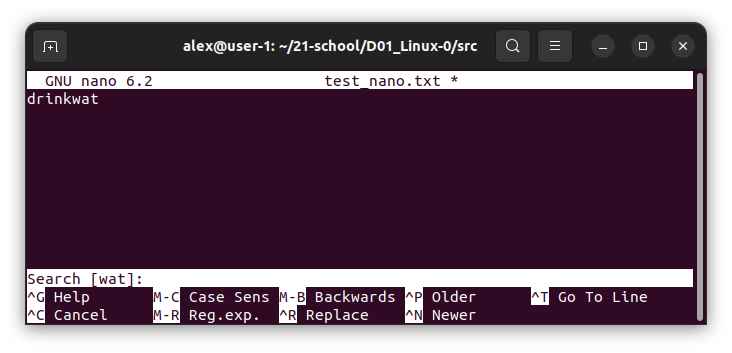 alex@user-1: ~/21-school/D01_Linux-0/src
GNU nano 6.2 test_nano.txt *
drinkwat
Search [wat]:
^G Help M-C Case Sens M-B Backwards ^P Older ^T Go To Line
^C Cancel M-R Reg.exp. ^R Replace ^N Newer